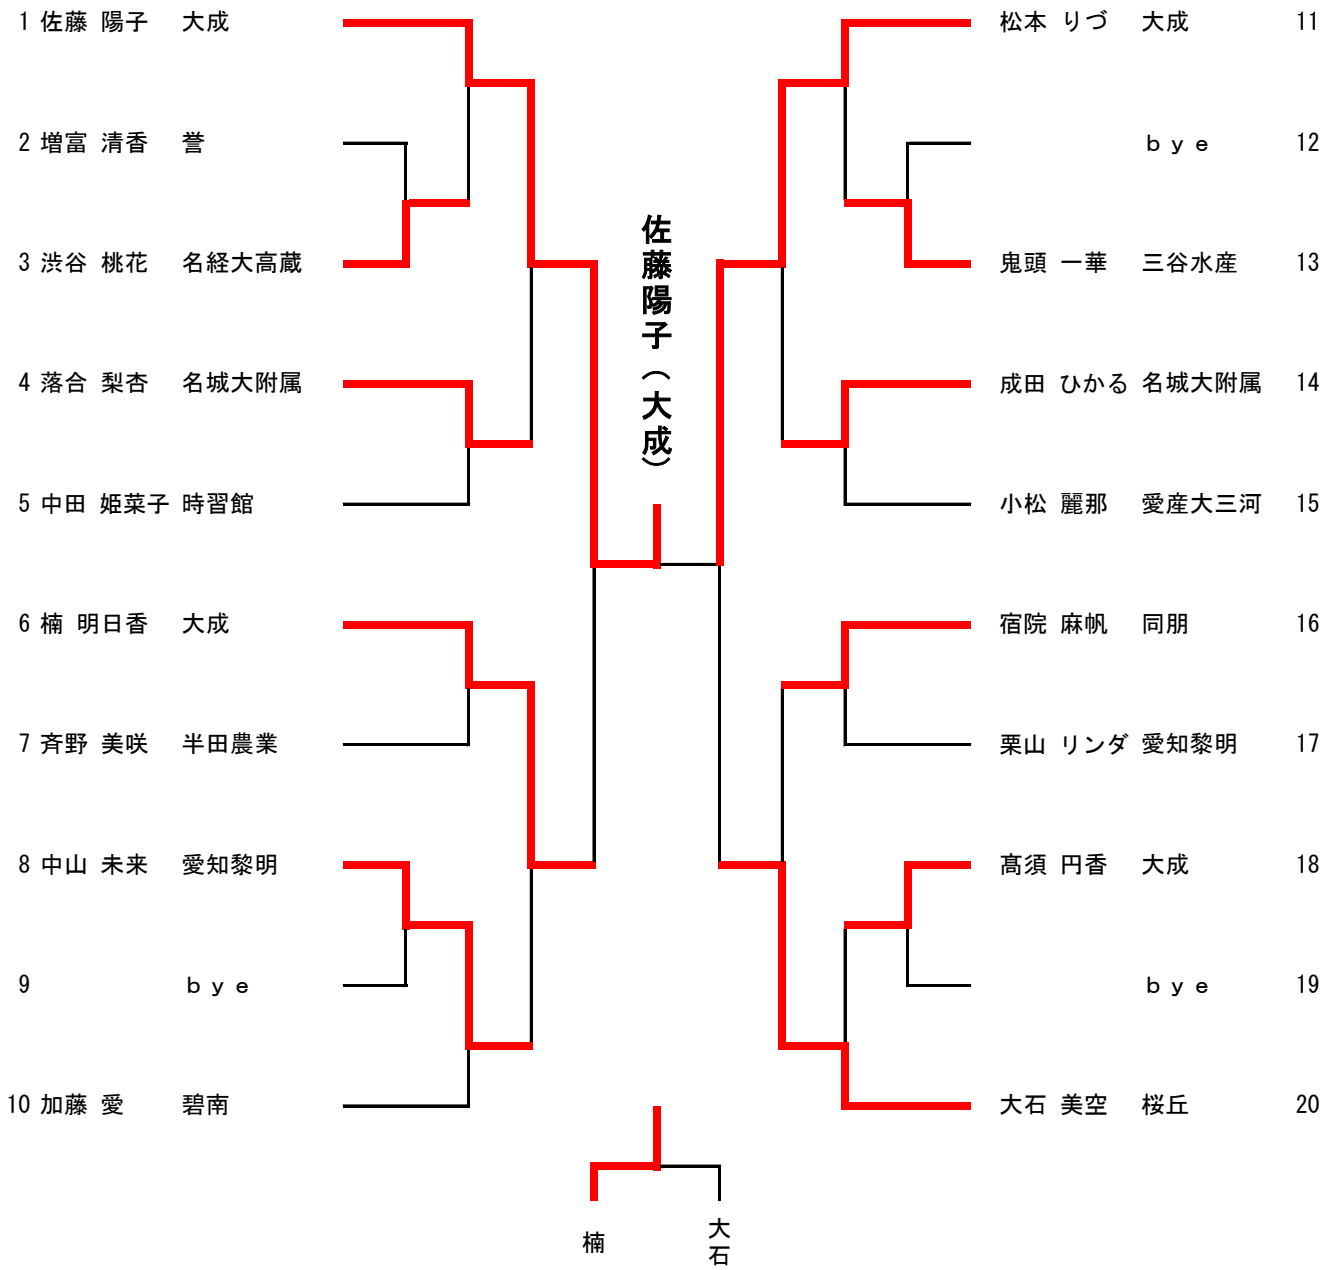 1 佐藤 陽子 大成
2 増富 清香 誉
3 渋谷 桃花 名経大高蔵
4 落合 梨杏 名城大附属
5 中田 姫菜子 時習館
6 楠 明日香 大成
7 斉野 美咲 半田農業
8 中山 未来 愛知黎明
9 ｂｙｅ
10 加藤 愛 碧南
佐藤陽子（大成）
松本 りづ 大成 11
ｂｙｅ 12
鬼頭 一華 三谷水産 13
成田 ひかる 名城大附属 14
小松 麗那 愛産大三河 15
宿院 麻帆 同朋 16
栗山 リンダ 愛知黎明 17
髙須 円香 大成 18
ｂｙｅ 19
大石 美空 桜丘 20
楠
大石